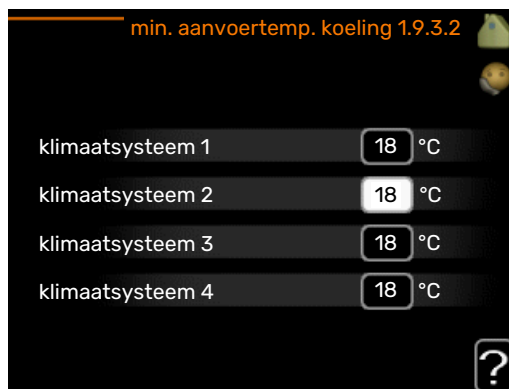 min. aanvoertemp. koeling 1.9.3.2
klimaatsysteem 1 18 °C
klimaatsysteem 2 18 °C
klimaatsysteem 3 18 °C
klimaatsysteem 4 18 °C
?